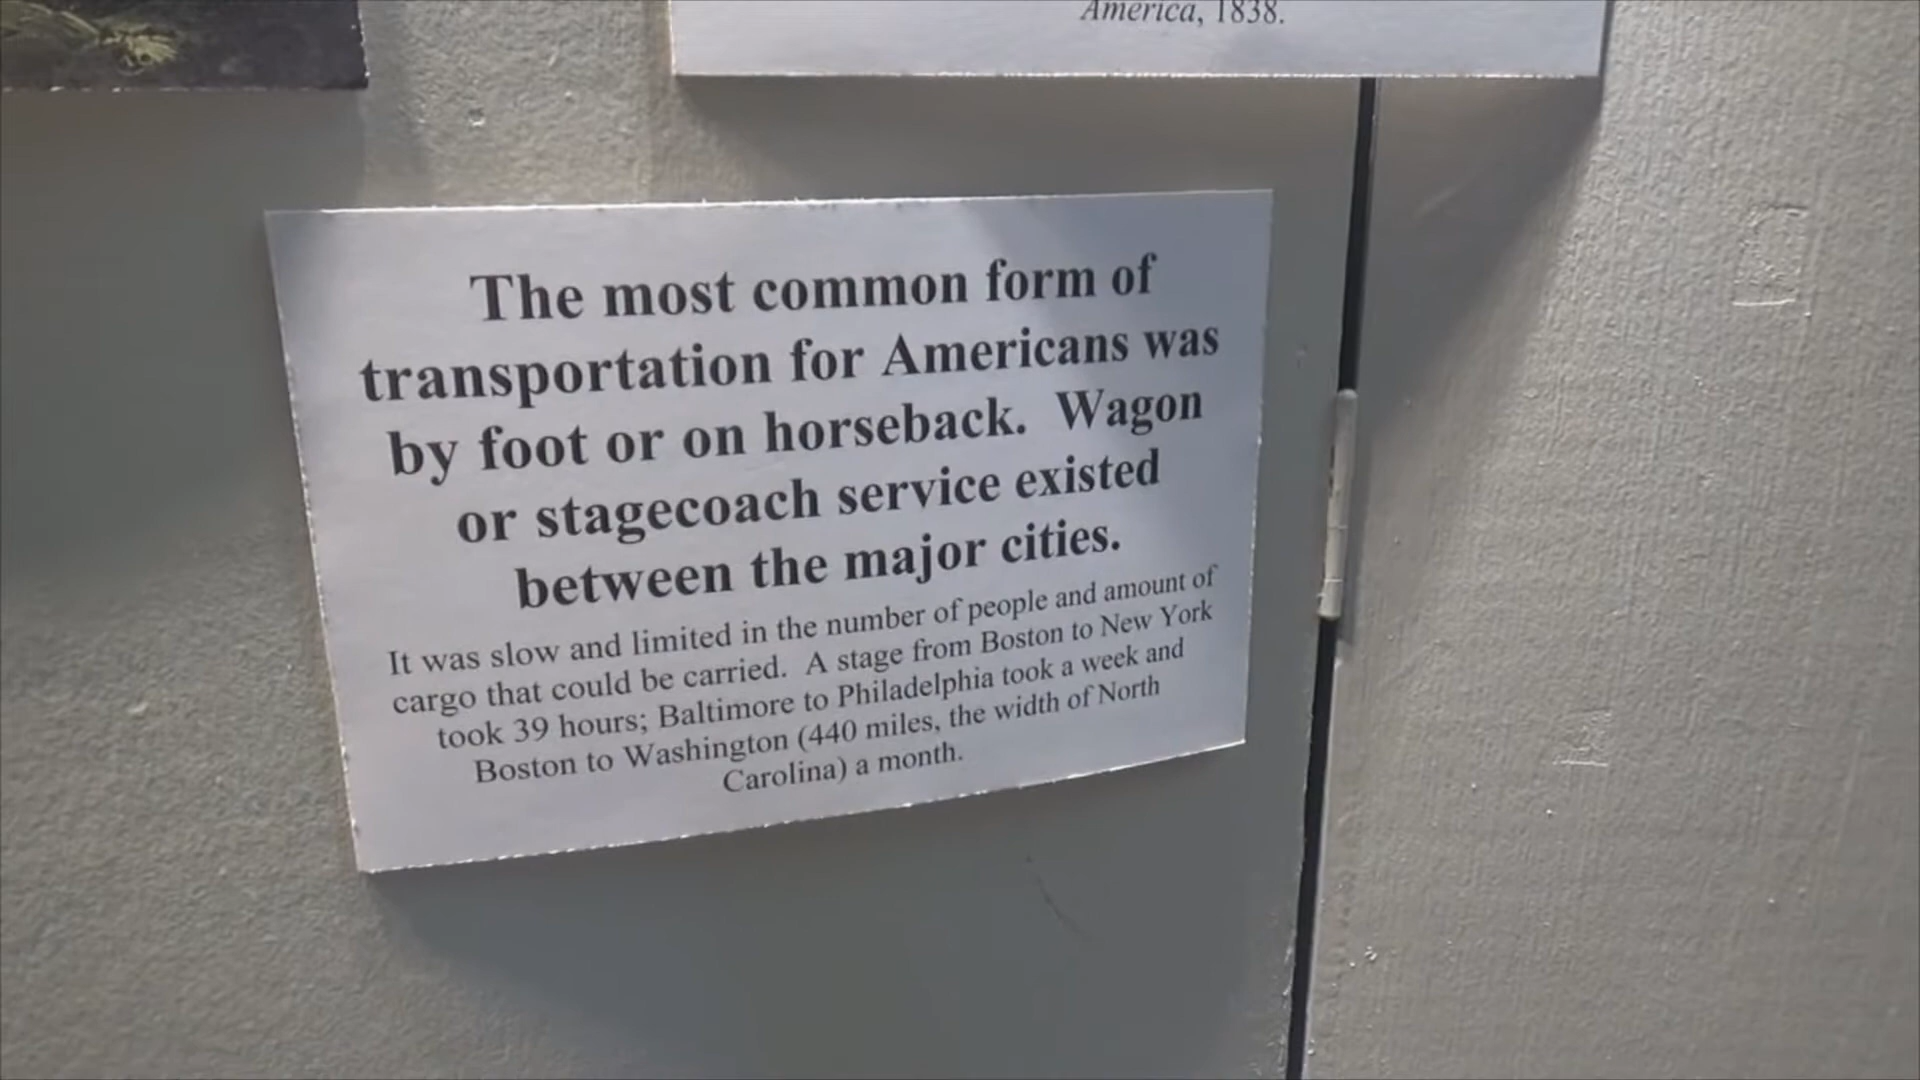 America, 1838.
The most common form of
transportation for Americans was
by foot or on horseback. Wagon
or stagecoach service existed
between the major cities.
It was slow and limited in the number of people and amount of
cargo that could be carried. A stage from Boston to New York
took 39 hours; Baltimore to Philadelphia took a week and
Boston to Washington (440 miles, the width of North
Carolina) a month.